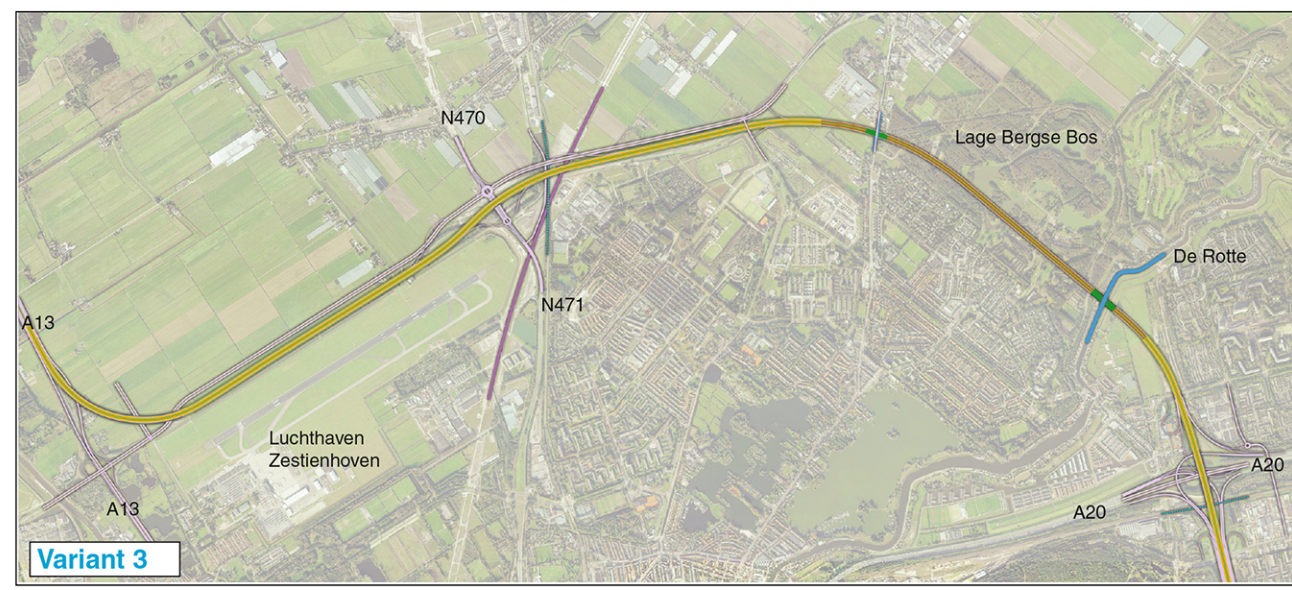 N470
Lage Bergse Bos
De Rotte
N471
A13
Luchthaven
Zestienhoven
A20
A13
A20
Variant 3